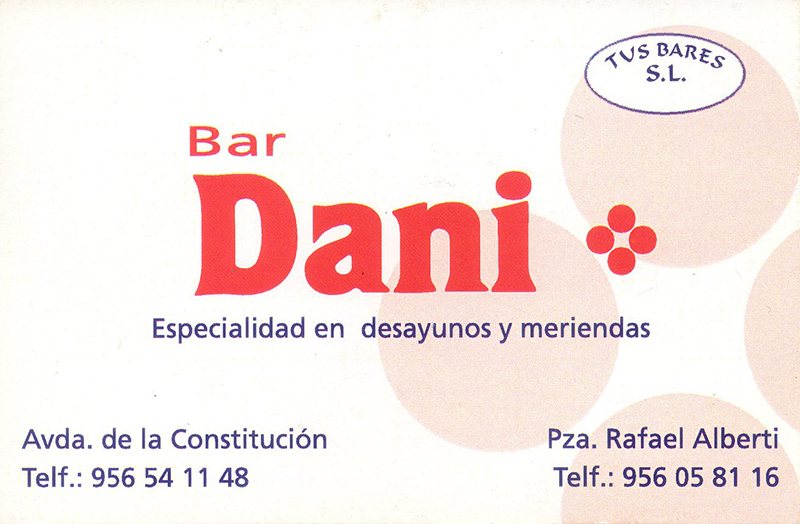 TUS BARES
S.L.
Bar
Dani
Especialidad en desayunos y meriendas
Avda. de la Constitución
Telf.: 956 54 11 48
Pza. Rafael Alberti
Telf.: 956 05 81 16